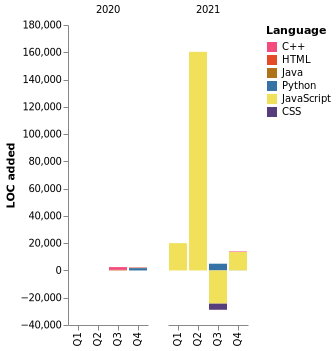 2020
2021
LOC added
180,000
160,000
140,000
120,000
100,000
80,000
60,000
40,000
20,000
0
−20,000
−40,000
Q1
Q2
Q3
Q4
Q1
Q2
Q3
Q4
Language
C++
HTML
Java
Python
JavaScript
CSS